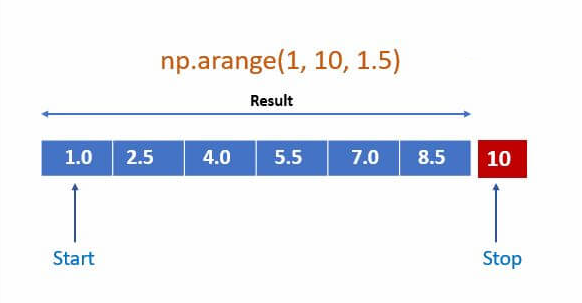 np.arange(1, 10, 1.5)
Result
1.0 2.5 4.0 5.5 7.0 8.5 10
Start Stop